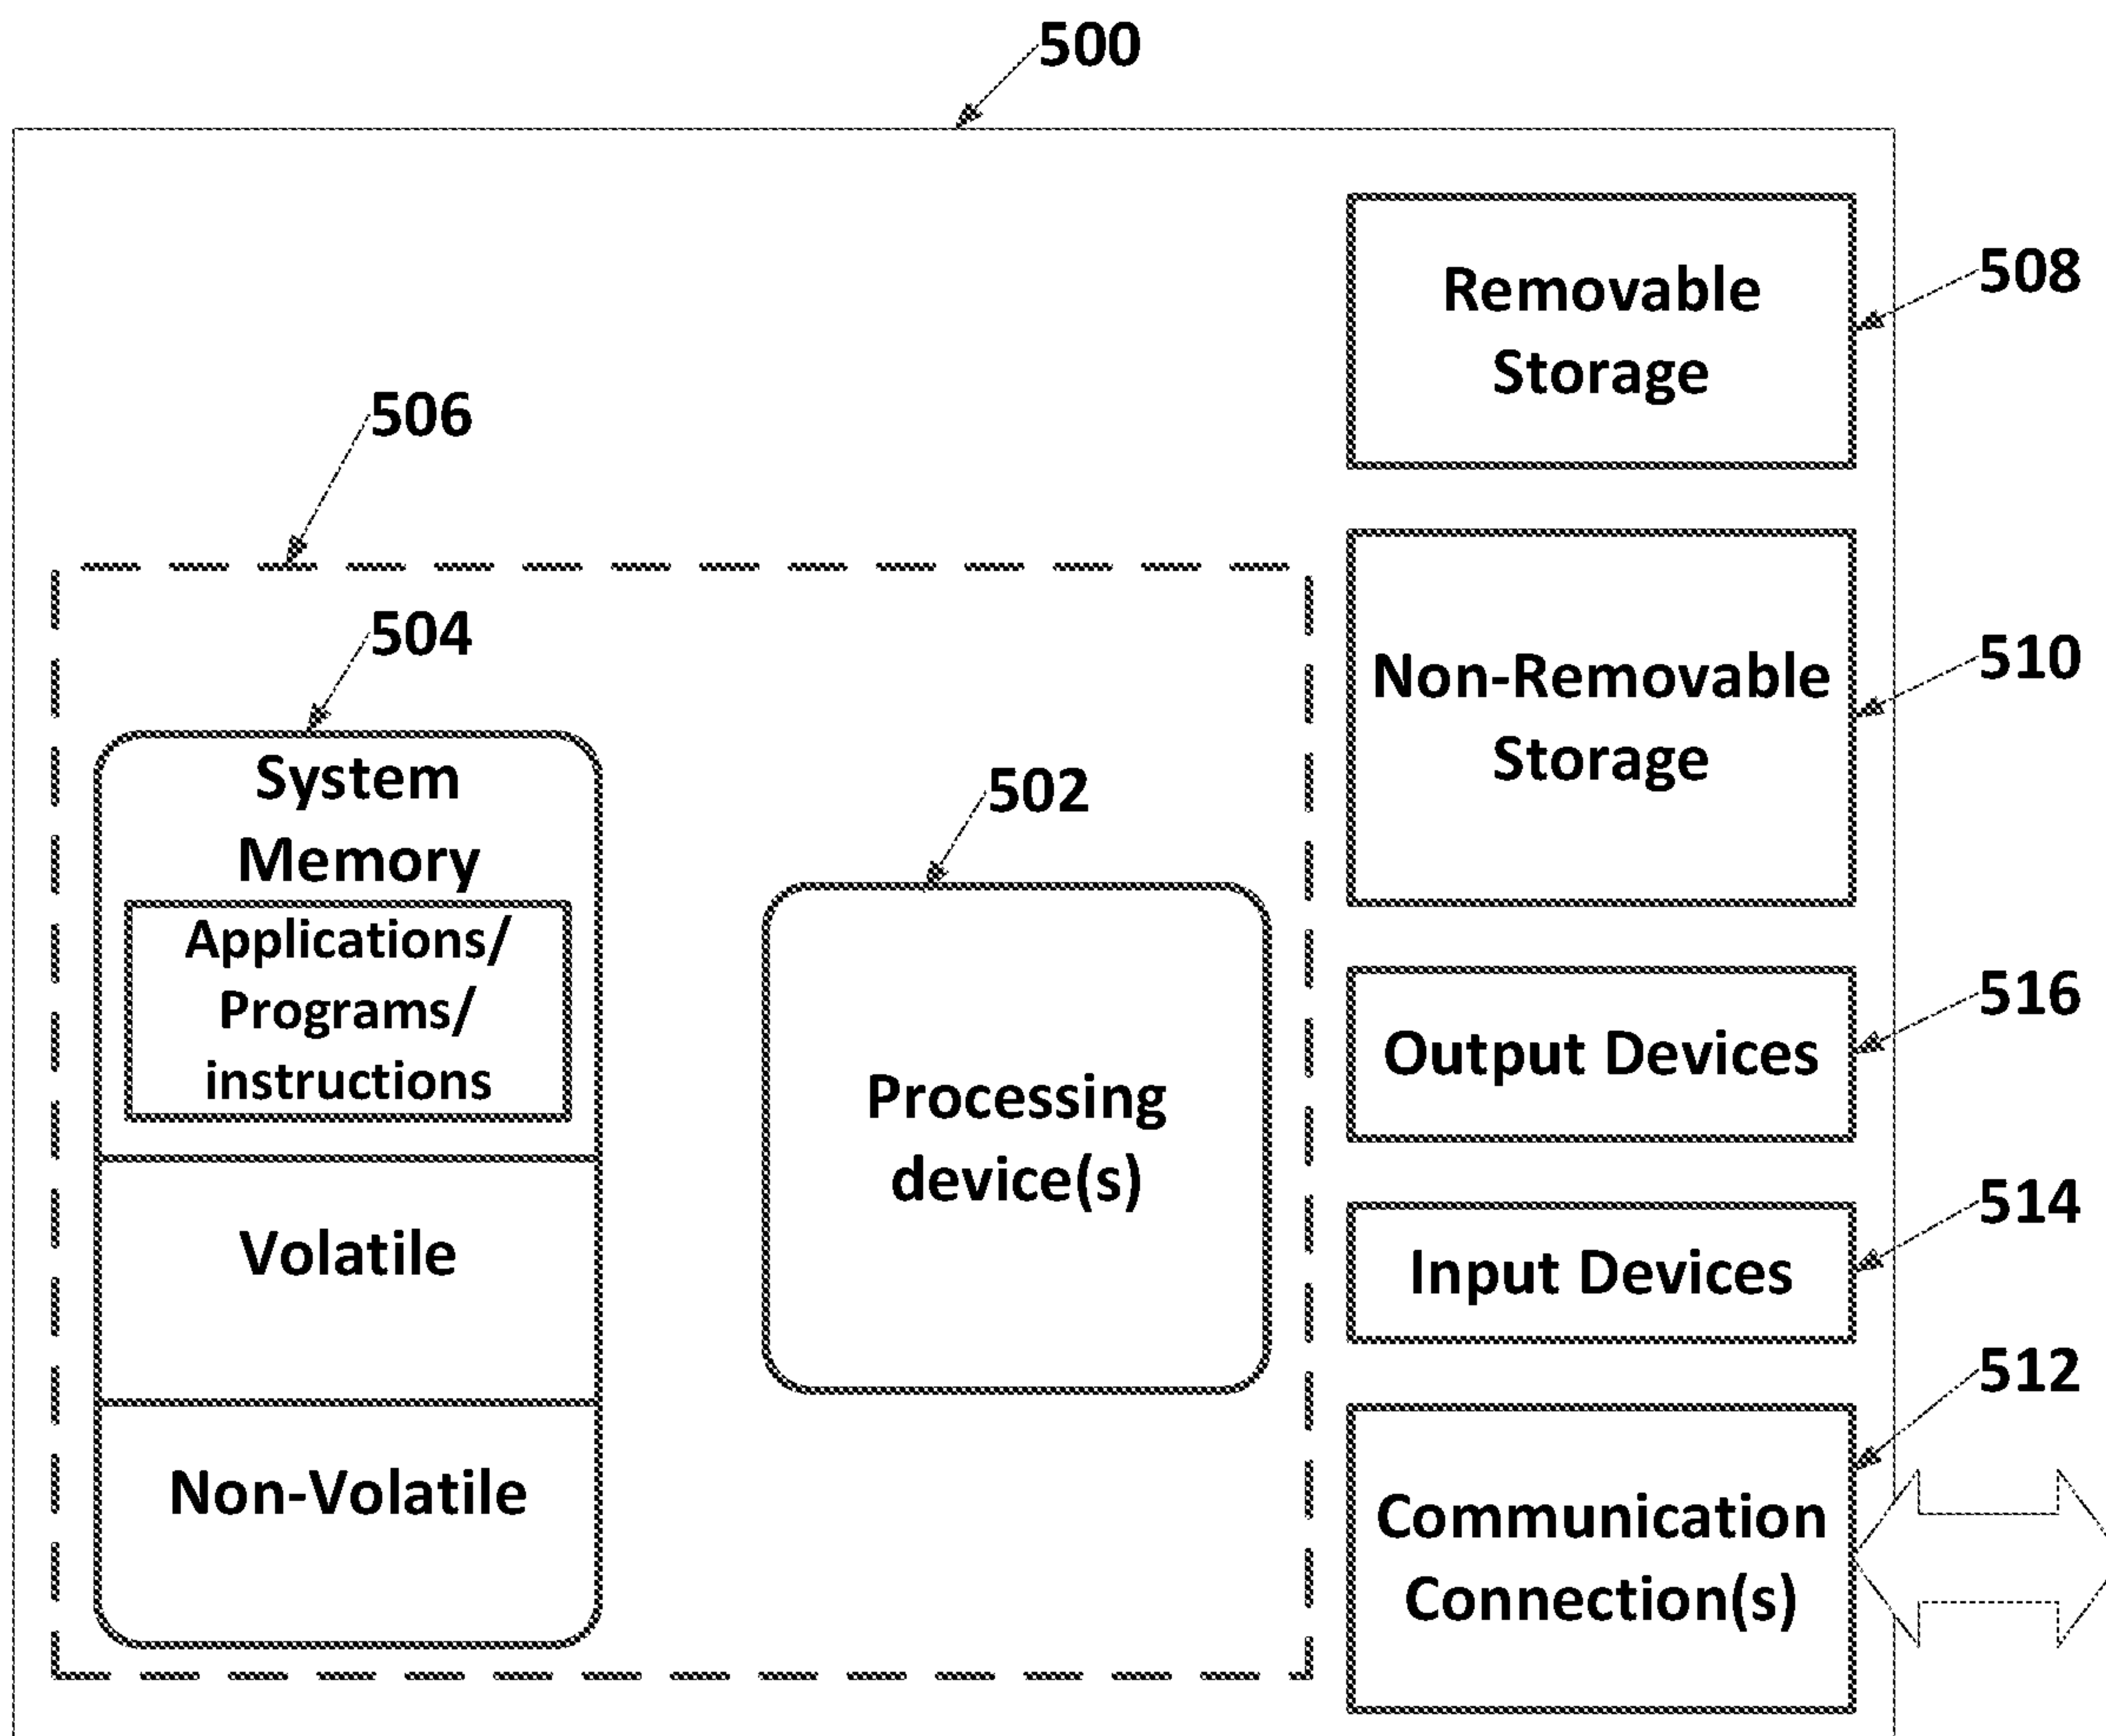 500
Removable
Storage
508
506
Non-Removable
Storage
510
504
System
Memory
Applications/
Programs/
instructions
Volatile
Non-Volatile
502
Processing
device(s)
516
Output Devices
514
Input Devices
512
Communication
Connection(s)